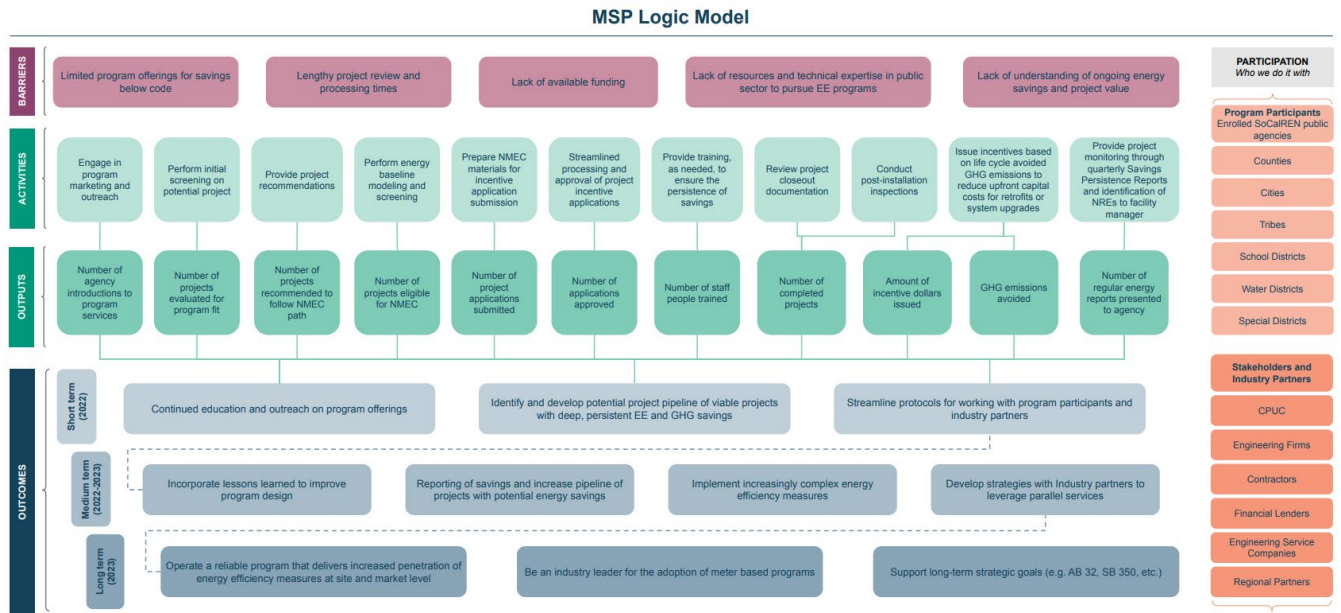 MSP Logic Model
BARRIERS
Limited program offerings for savings
below code
Lengthy project review and
processing times
Lack of available funding
Lack of resources and technical expertise in public
sector to pursue EE programs
Lack of understanding of ongoing energy
savings and project value
ACTIVITIES
Engage in
program
marketing and
outreach
Perform initial
screening on
potential project
Provide project
recommendations
Perform energy
baseline
modeling and
screening
Prepare NMEC
materials for
incentive
application
submission
Streamlined
processing and
approval of project
incentive
applications
Provide training,
as needed, to
ensure the
persistence of
savings
Review project
closeout
documentation
Conduct
post-installation
inspections
Issue incentives based
on life cycle avoided
GHG emissions to
reduce upfront capital
costs for retrofits or
system upgrades
Provide project
monitoring through
quarterly Savings
Persistence Reports
and identification of
NREs to facility
manager
OUTPUTS
Number of
agency
introductions to
program
services
Number of
projects
evaluated for
program fit
Number of
projects
recommended to
follow NMEC
path
Number of
projects eligible
for NMEC
Number of
project
applications
submitted
Number of
applications
approved
Number of staff
people trained
Number of
completed
projects
Amount of
incentive dollars
issued
GHG emissions
avoided
Number of
regular energy
reports presented
to agency
OUTCOMES
Short term
(2022)
Continued education and outreach on program offerings
Identify and develop potential project pipeline of viable projects
with deep, persistent EE and GHG savings
Streamline protocols for working with program participants and
industry partners
Medium term
(2022-2023)
Incorporate lessons learned to improve
program design
Reporting of savings and increase pipeline of
projects with potential energy savings
Implement increasingly complex energy
efficiency measures
Develop strategies with Industry partners to
leverage parallel services
Long term
(2023)
Operate a reliable program that delivers increased penetration of
energy efficiency measures at site and market level
Be an industry leader for the adoption of meter based programs
Support long-term strategic goals (e.g. AB 32, SB 350, etc.)
PARTICIPATION
Who we do it with
Program Participants
Enrolled SoCalREN public
agencies
Counties
Cities
Tribes
School Districts
Water Districts
Special Districts
Stakeholders and
Industry Partners
CPUC
Engineering Firms
Contractors
Financial Lenders
Engineering Service
Companies
Regional Partners